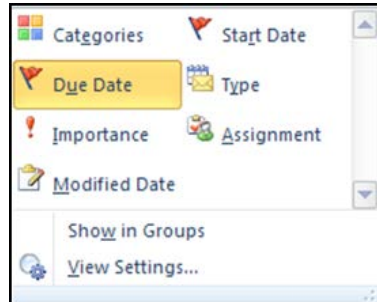 Categories Start Date
Due Date Type
Importance Assignment
Modified Date
Show in Groups
View Settings...